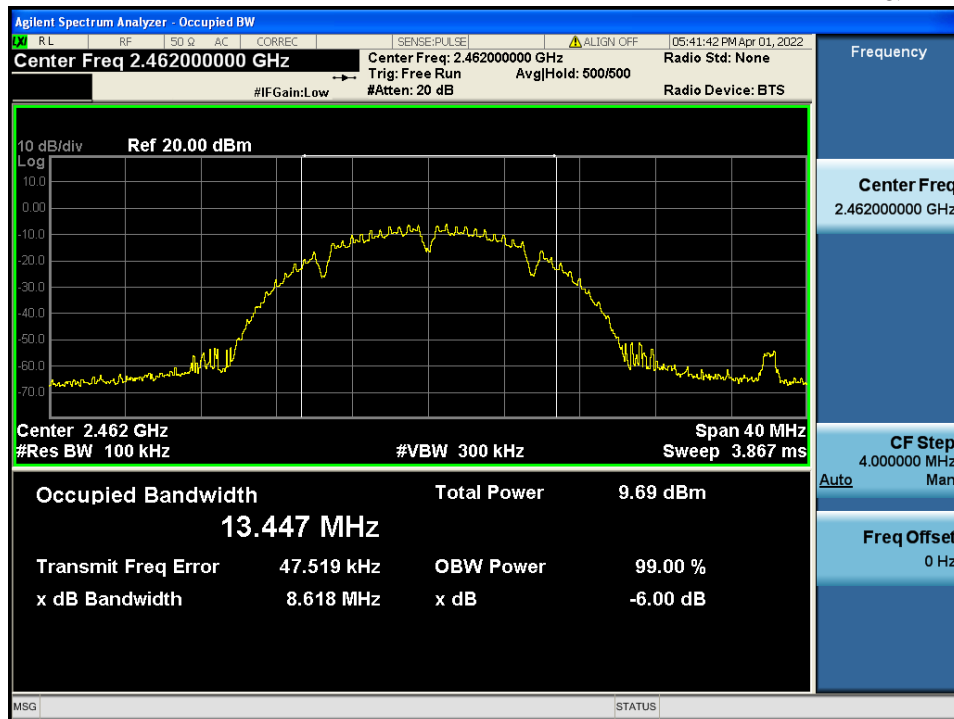 Agilent Spectrum Analyzer - Occupied BW
LXI RL RF 50 Ω AC CORREC SENSE:PULSE ALIGN OFF 05:41:42 PM Apr 01, 2022
Center Freq 2.462000000 GHz Center Freq: 2.462000000 GHz Radio Std: None
Trig: Free Run Avg|Hold: 500/500
#IFGain:Low #Atten: 20 dB Radio Device: BTS
10 dB/div Ref 20.00 dBm
Log
10.0
0.00
-10.0
-20.0
-30.0
-40.0
-50.0
-60.0
-70.0
Center 2.462 GHz Span 40 MHz
#Res BW 100 kHz #VBW 300 kHz Sweep 3.867 ms
Occupied Bandwidth Total Power 9.69 dBm
13.447 MHz
Transmit Freq Error 47.519 kHz OBW Power 99.00 %
x dB Bandwidth 8.618 MHz x dB -6.00 dB
Frequency
Center Freq
2.462000000 GHz
CF Step
4.000000 MHz
Auto Man
Freq Offset
0 Hz
MSG STATUS